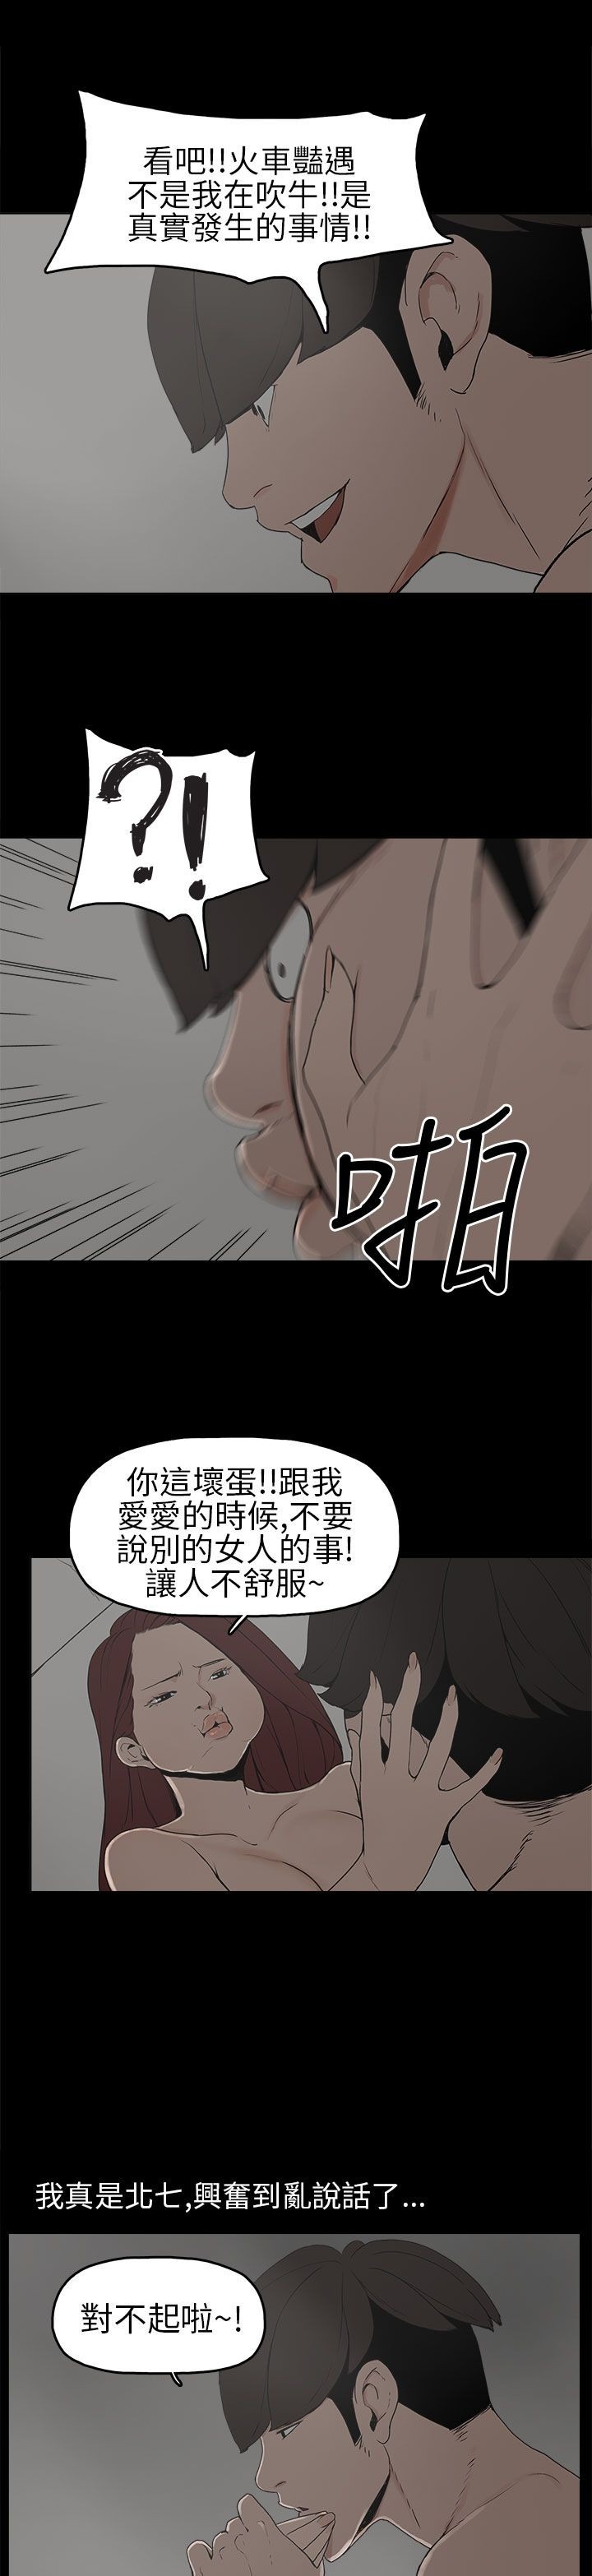 看吧!!火車豔遇
不是我在吹牛!!是
真實發生的事情!!
?!
啪
你這壞蛋!!跟我
愛愛的時候,不要
說別的女人的事!
讓人不舒服~
我真是北七,興奮到亂說話了...
對不起啦~!